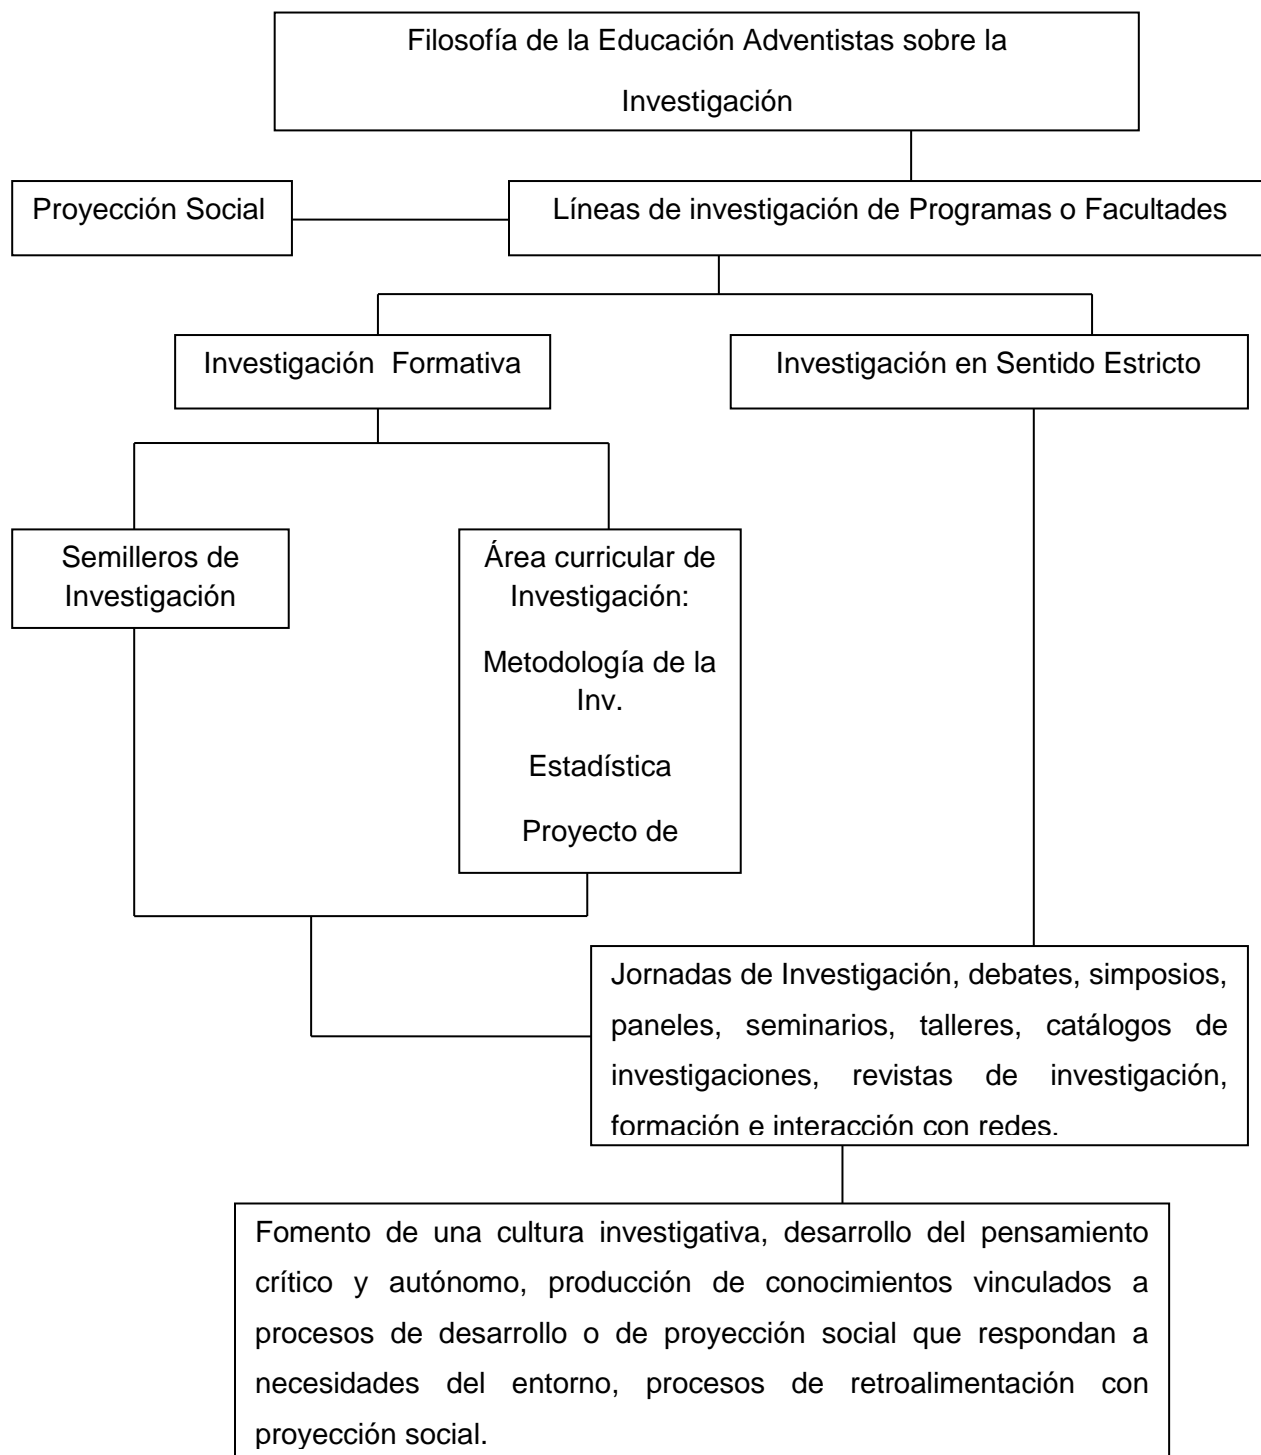 Filosofía de la Educación Adventistas sobre la
Investigación
Proyección Social
Líneas de investigación de Programas o Facultades
Investigación Formativa
Investigación en Sentido Estricto
Semilleros de
Investigación
Área curricular de
Investigación:
Metodología de la
Inv.
Estadística
Proyecto de
Jornadas de Investigación, debates, simposios,
paneles, seminarios, talleres, catálogos de
investigaciones, revistas de investigación,
formación e interacción con redes.
Fomento de una cultura investigativa, desarrollo del pensamiento
crítico y autónomo, producción de conocimientos vinculados a
procesos de desarrollo o de proyección social que respondan a
necesidades del entorno, procesos de retroalimentación con
proyección social.